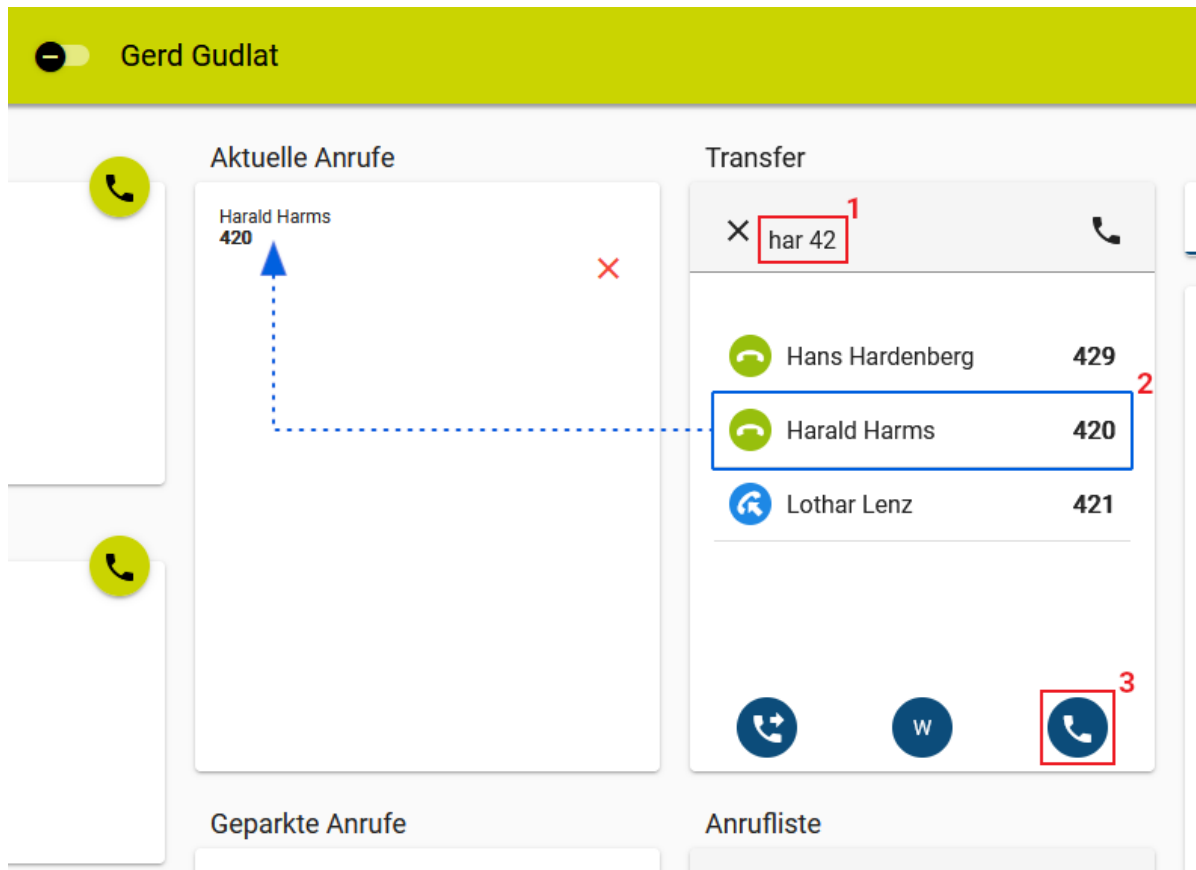 Gerd Gudlat
Aktuelle Anrufe
Harald Harms
420
Transfer
1
har 42
Hans Hardenberg 429
2
Harald Harms 420
Lothar Lenz 421
3
W
Geparkte Anrufe
Anrufliste